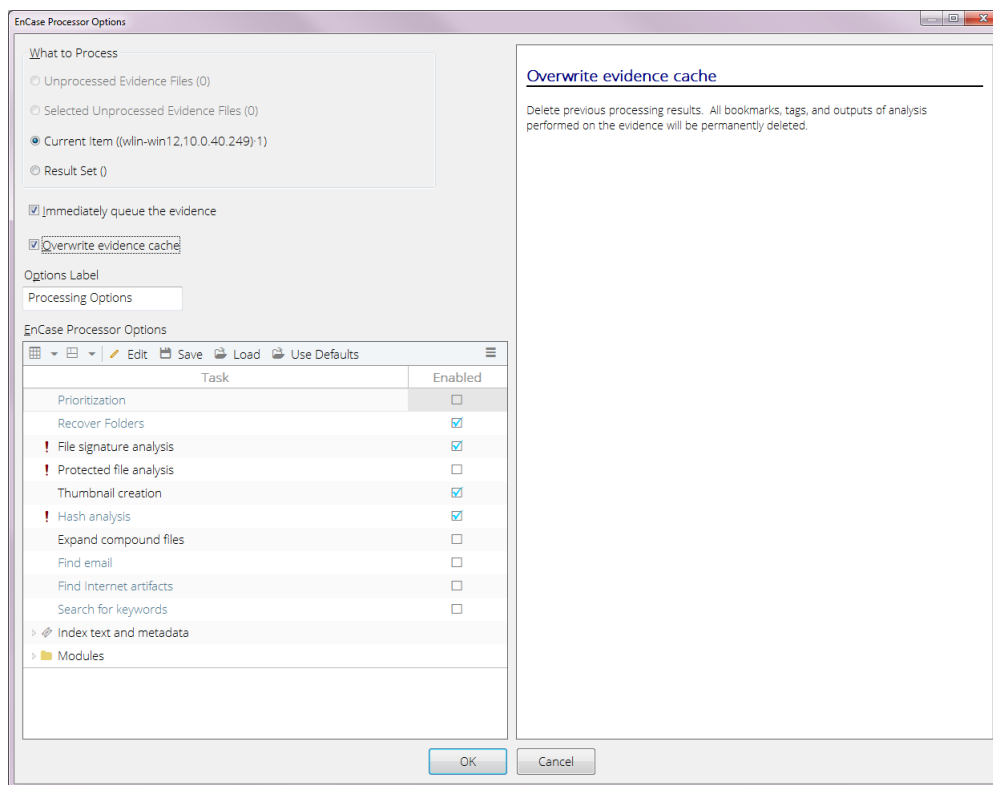 EnCase Processor Options
What to Process
Unprocessed Evidence Files (0)
Selected Unprocessed Evidence Files (0)
Current Item ((wlin-win12,10.0.40.249)·1)
Result Set ()
Immediately queue the evidence
Overwrite evidence cache
Options Label
Processing Options
EnCase Processor Options
Edit Save Load Use Defaults
Task Enabled
Prioritization
Recover Folders
! File signature analysis
! Protected file analysis
Thumbnail creation
! Hash analysis
Expand compound files
Find email
Find Internet artifacts
Search for keywords
Index text and metadata
Modules
Overwrite evidence cache
Delete previous processing results. All bookmarks, tags, and outputs of analysis
performed on the evidence will be permanently deleted.
OK Cancel